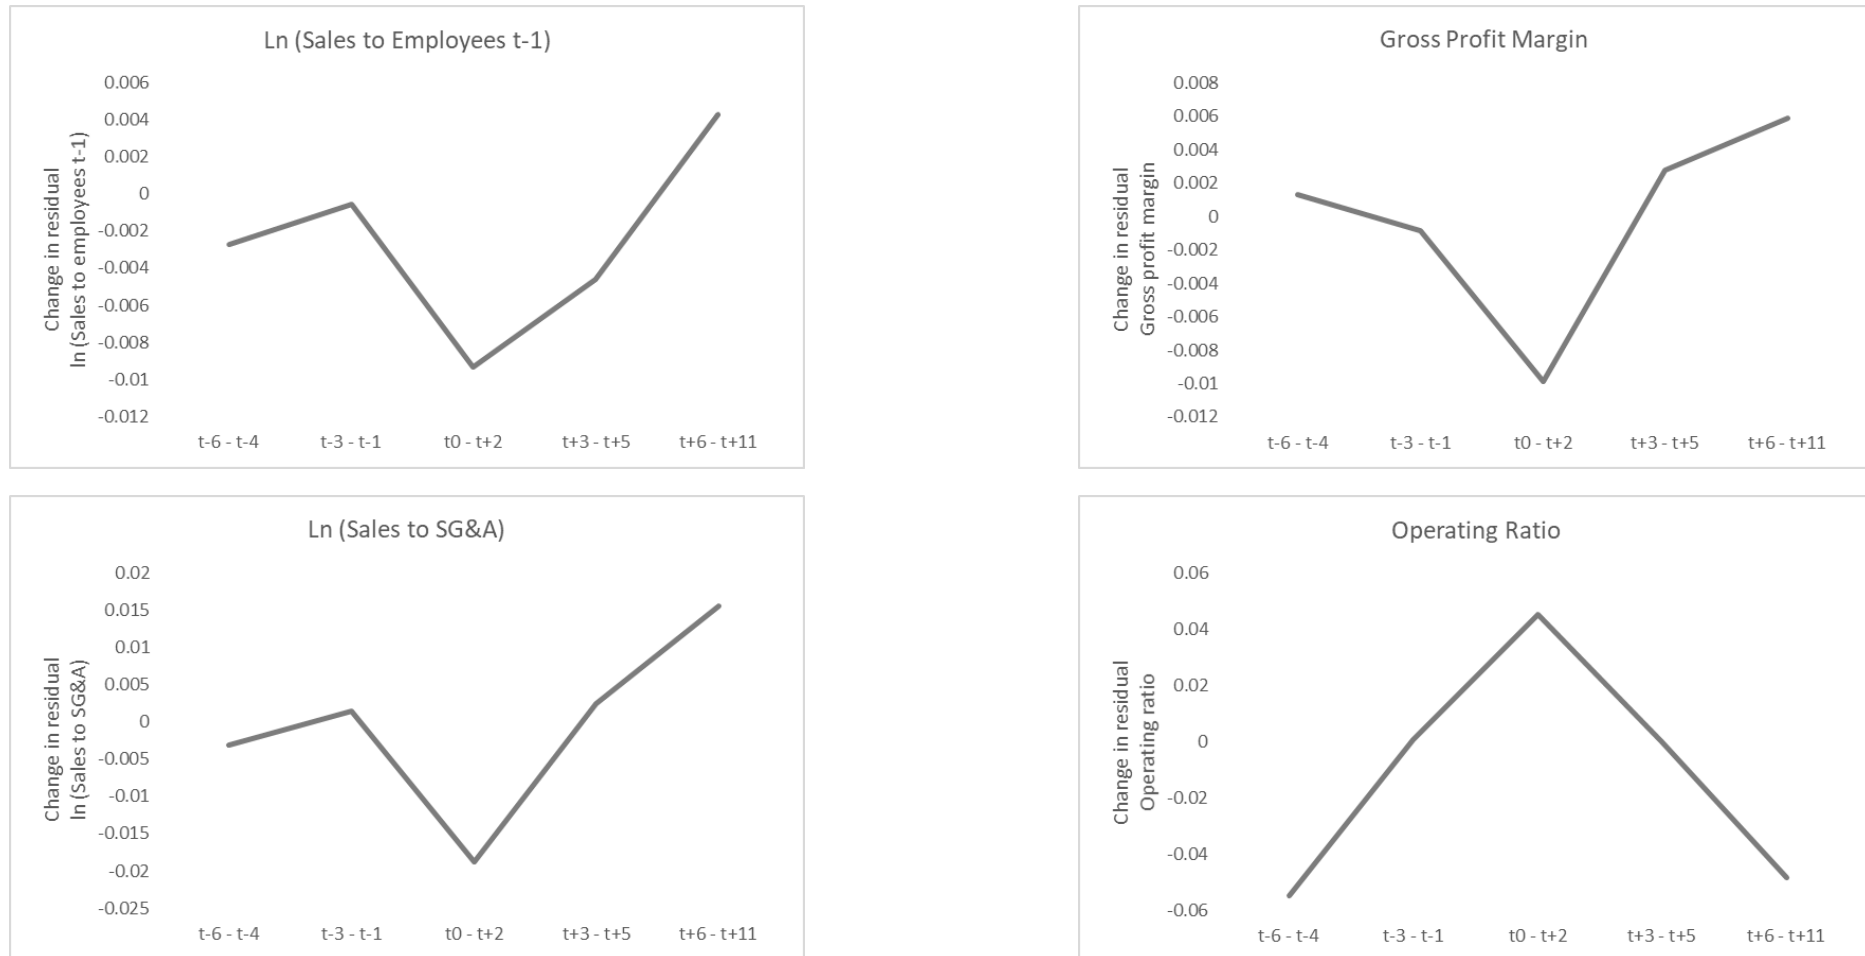 Ln (Sales to Employees t-1)
Change in residual
ln (Sales to employees t-1)
0.006
0.004
0.002
0
-0.002
-0.004
-0.006
-0.008
-0.01
-0.012
t-6 - t-4
t-3 - t-1
t0 - t+2
t+3 - t+5
t+6 - t+11
Gross Profit Margin
Change in residual
Gross profit margin
0.008
0.006
0.004
0.002
0
-0.002
-0.004
-0.006
-0.008
-0.01
-0.012
t-6 - t-4
t-3 - t-1
t0 - t+2
t+3 - t+5
t+6 - t+11
Ln (Sales to SG&A)
Change in residual
ln (Sales to SG&A)
0.02
0.015
0.01
0.005
0
-0.005
-0.01
-0.015
-0.02
-0.025
t-6 - t-4
t-3 - t-1
t0 - t+2
t+3 - t+5
t+6 - t+11
Operating Ratio
Change in residual
Operating ratio
0.06
0.04
0.02
0
-0.02
-0.04
-0.06
t-6 - t-4
t-3 - t-1
t0 - t+2
t+3 - t+5
t+6 - t+11